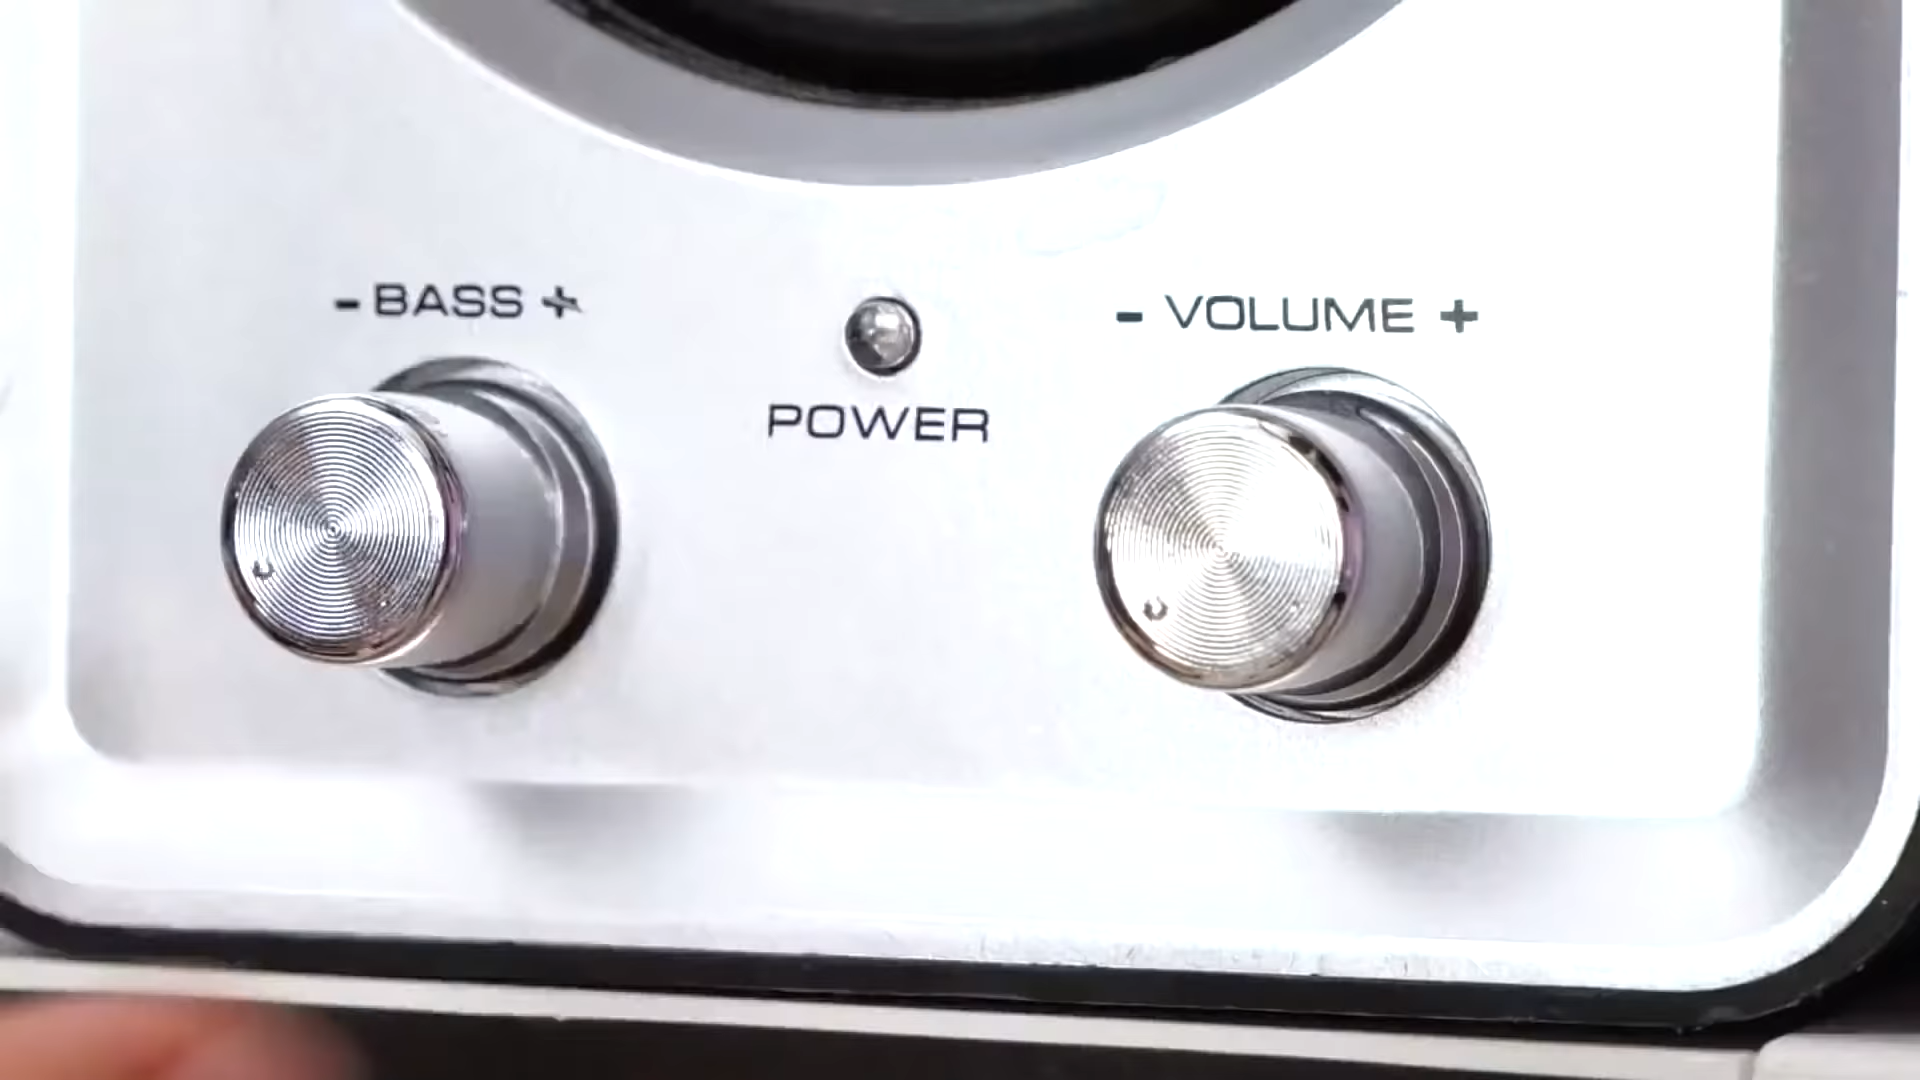 - BASS +
POWER
- VOLUME +